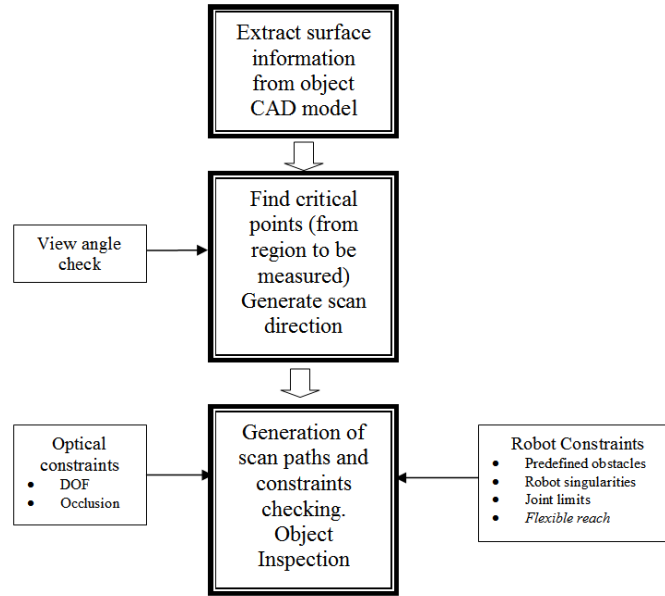 Extract surface
information
from object
CAD model
Find critical
points (from
region to be
measured)
Generate scan
direction
View angle
check
Generation of
scan paths and
constraints
checking.
Object
Inspection
Optical
constraints
• DOF
• Occlusion
Robot Constraints
• Predefined obstacles
• Robot singularities
• Joint limits
• Flexible reach